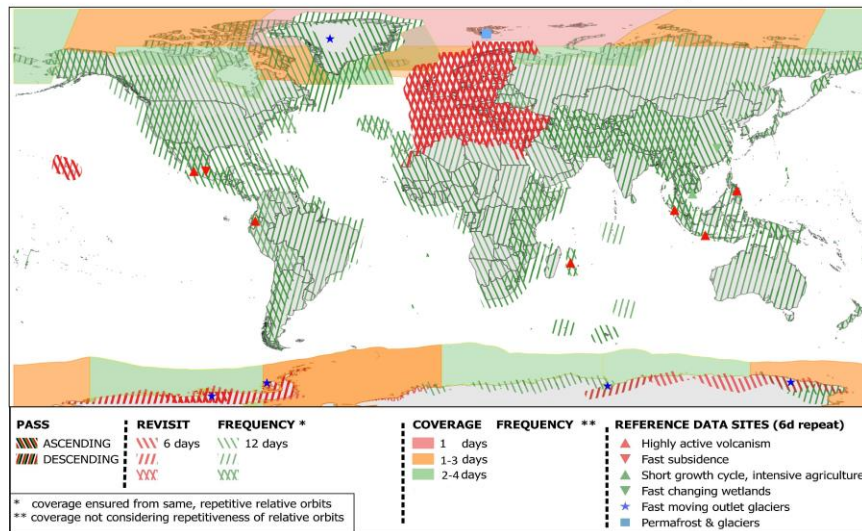 PASS
ASCENDING
DESCENDING
REVISIT FREQUENCY *
6 days 12 days
COVERAGE FREQUENCY **
1 days
1-3 days
2-4 days
REFERENCE DATA SITES (6d repeat)
Highly active volcanism
Fast subsidence
Short growth cycle, intensive agriculture
Fast changing wetlands
Fast moving outlet glaciers
Permafrost & glaciers
* coverage ensured from same, repetitive relative orbits
** coverage not considering repetitiveness of relative orbits